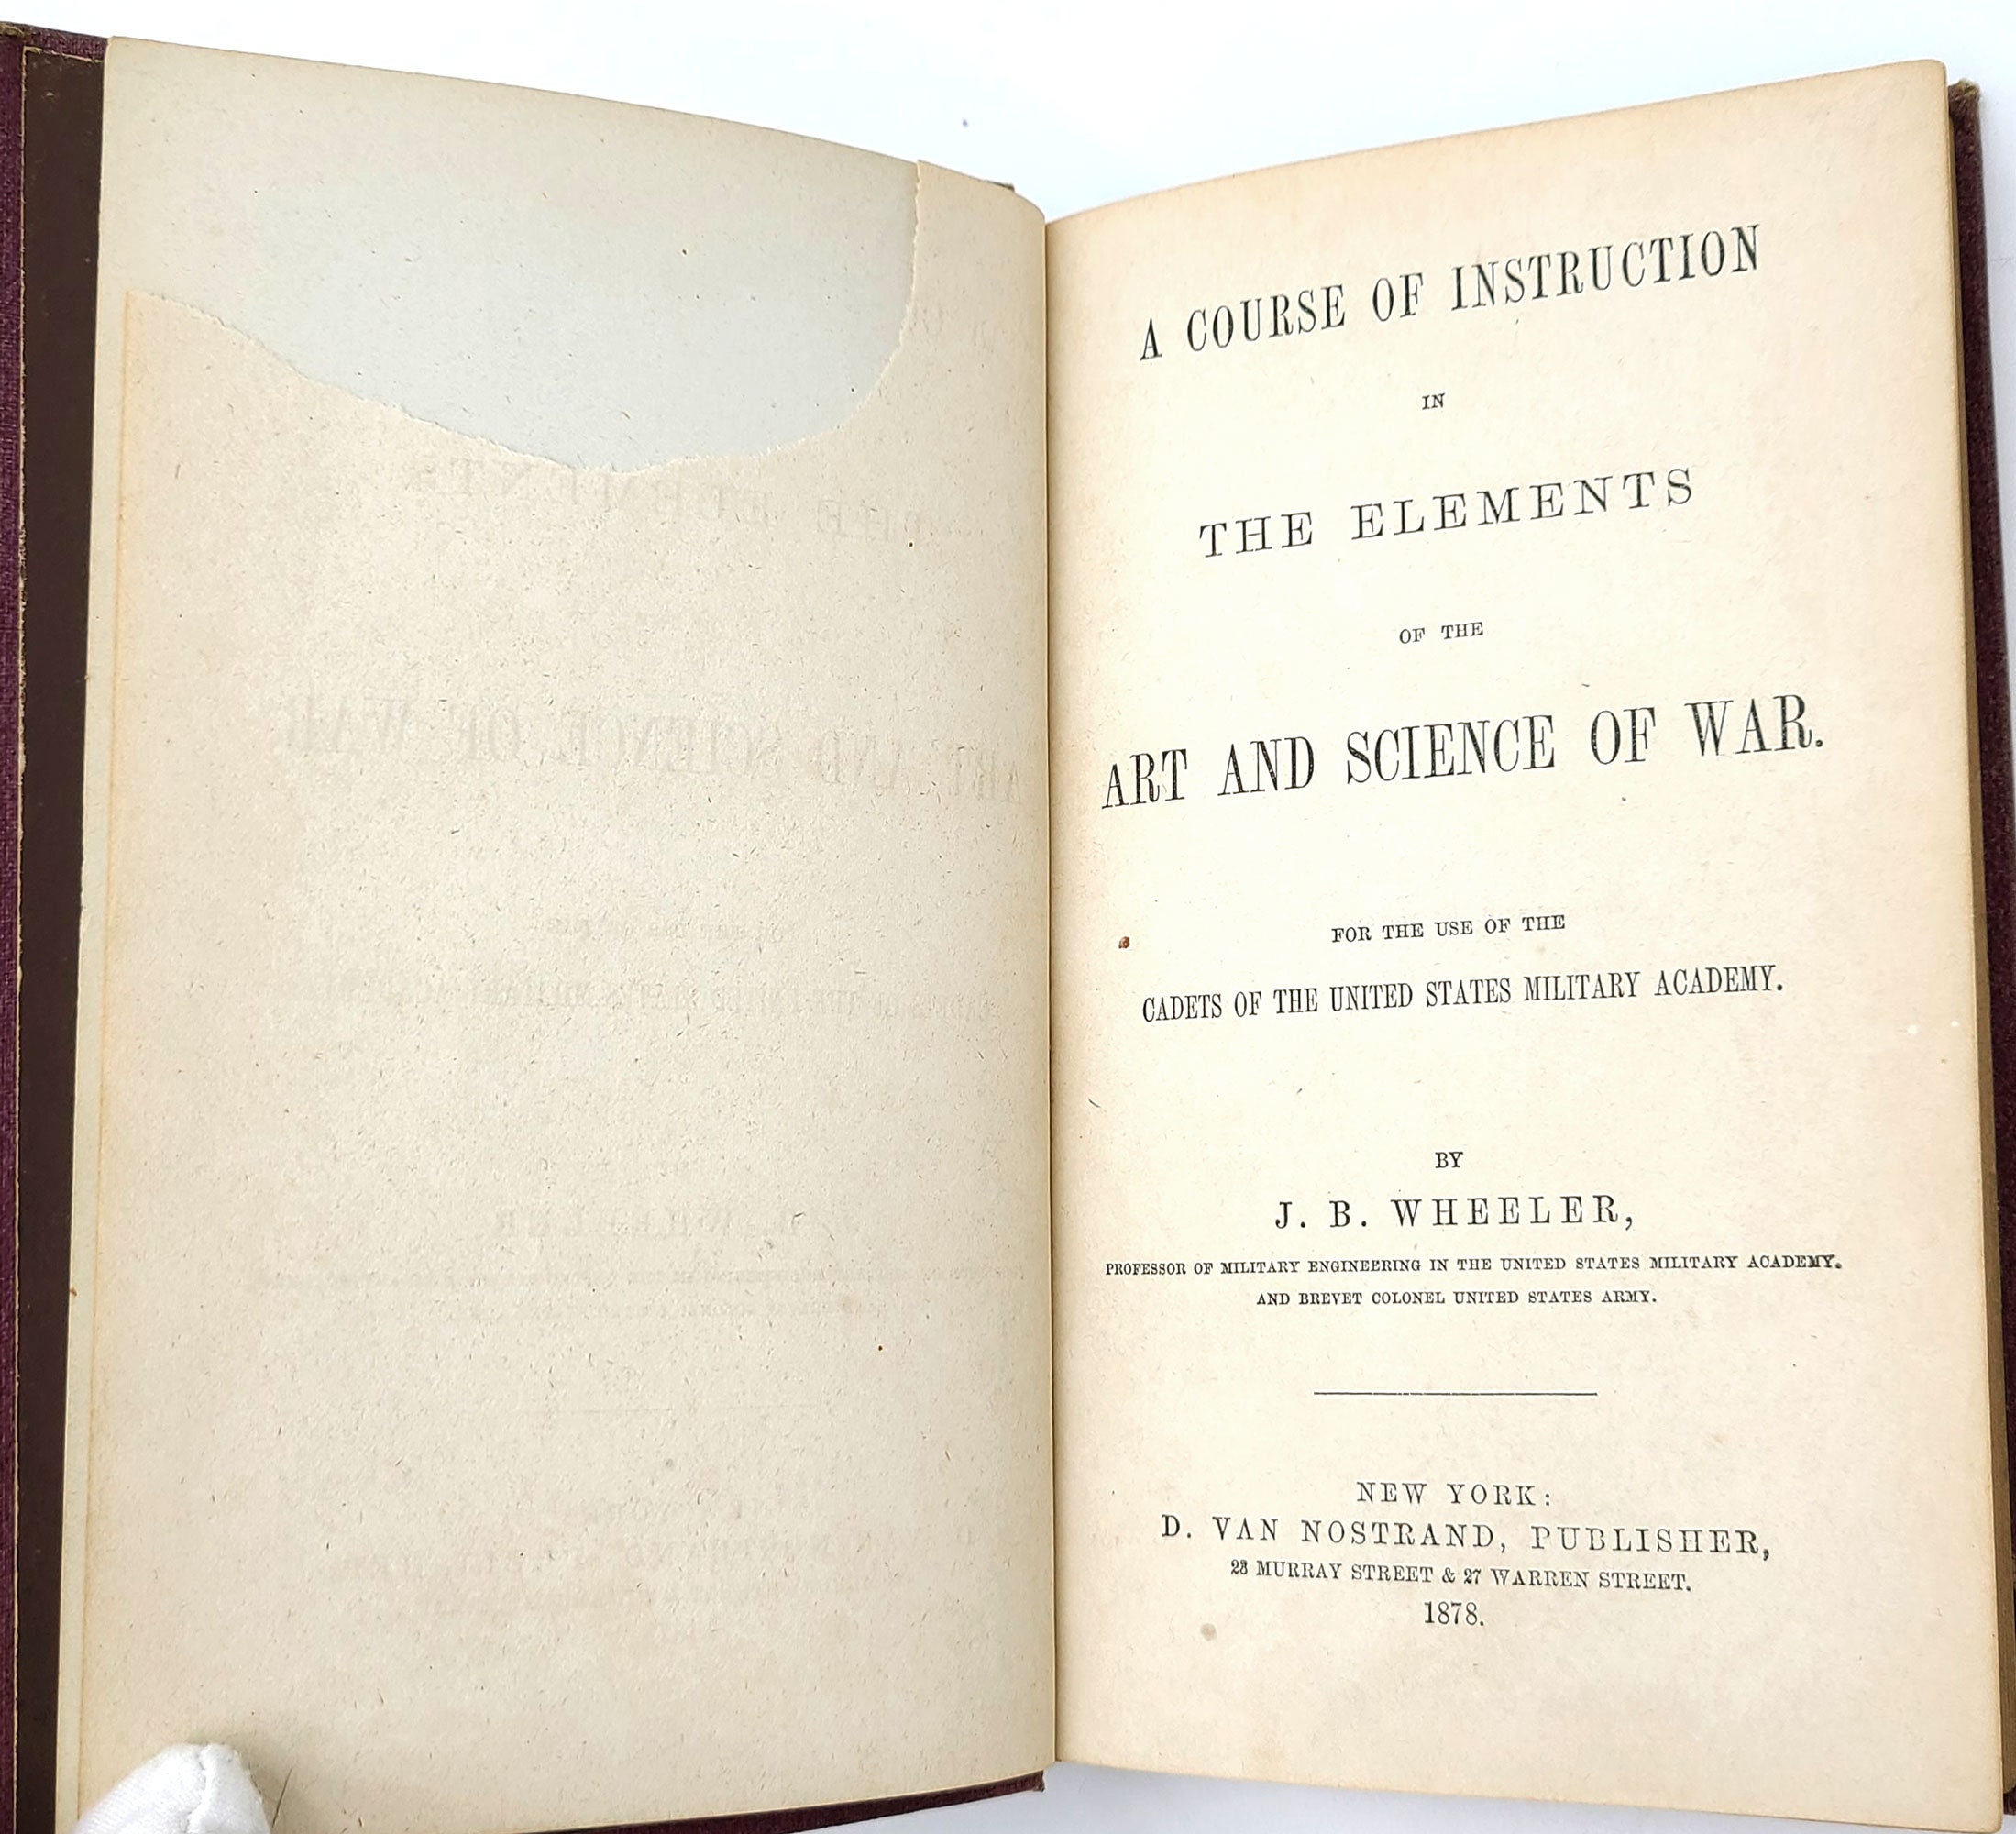 A COURSE OF INSTRUCTION
IN
THE ELEMENTS
OF THE
ART AND SCIENCE OF WAR.
FOR THE USE OF THE
CADETS OF THE UNITED STATES MILITARY ACADEMY.
BY
J. B. WHEELER,
PROFESSOR OF MILITARY ENGINEERING IN THE UNITED STATES MILITARY ACADEMY.
AND BREVET COLONEL UNITED STATES ARMY.
NEW YORK:
D. VAN NOSTRAND, PUBLISHER,
23 MURRAY STREET & 27 WARREN STREET.
1878.